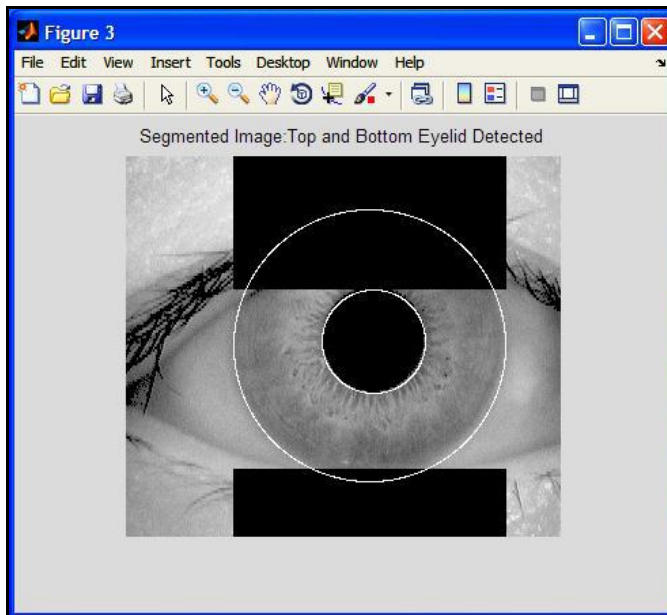 Figure 3
File Edit View Insert Tools Desktop Window Help
Segmented Image:Top and Bottom Eyelid Detected